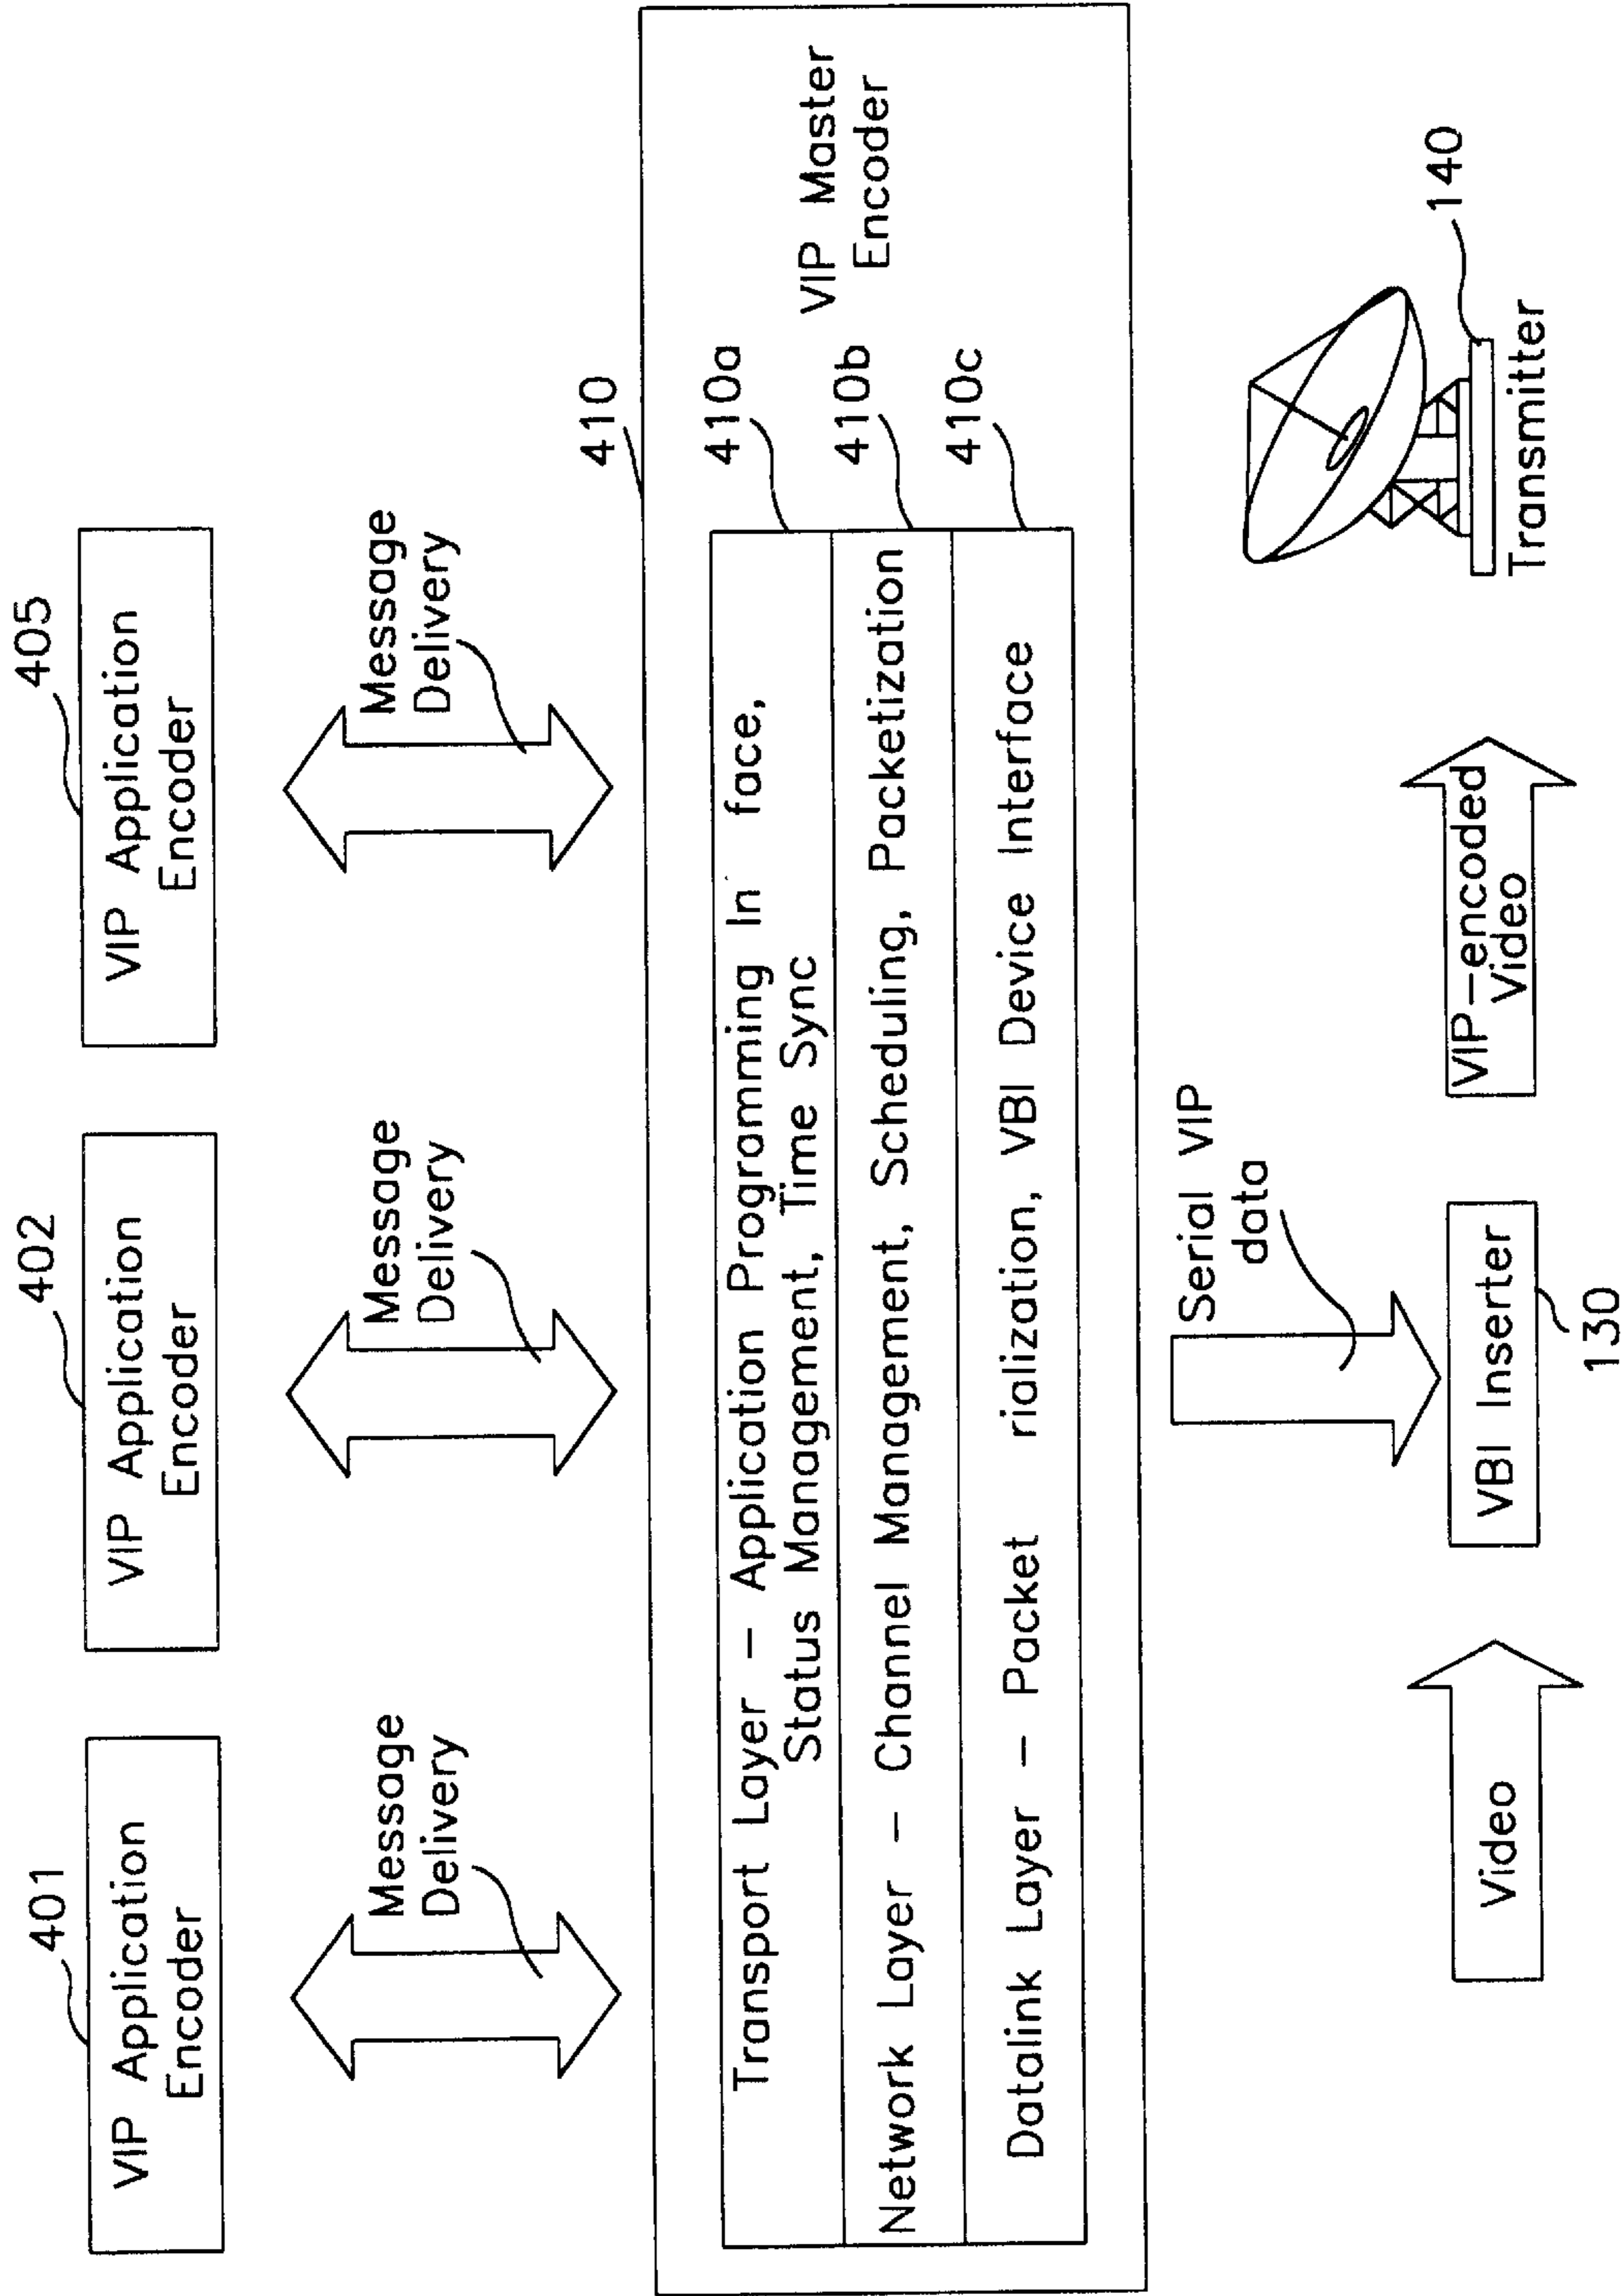 401
VIP Application
Encoder
402
VIP Application
Encoder
405
VIP Application
Encoder
Message
Delivery
Message
Delivery
Message
Delivery
410
Transport Layer – Application Programming In face,
Status Management, Time Sync
410a
Network Layer – Channel Management, Scheduling, Packetization
410b
Datalink Layer – Packet rialization, VBI Device Interface
410c
VIP Master
Encoder
Serial VIP
data
Video
VBI Inserter
130
VIP–encoded
Video
140
Transmitter